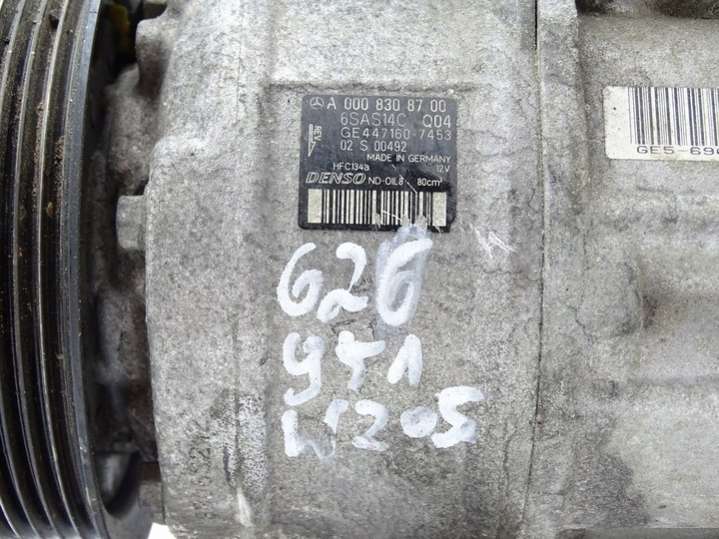 A 000 830 87 00
6SAS14C Q04
GE447160-7453
02 S 00492
MADE IN GERMANY
HFC134a 12V
DENSO ND-OIL8 80cm³
GE5-690
626
951
W205